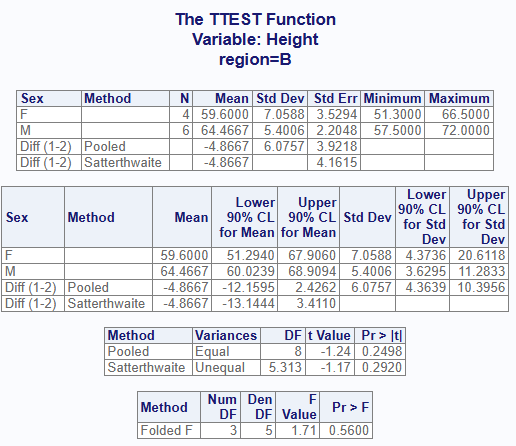 The TTEST Function
Variable: Height
region=B
Sex Method N Mean Std Dev Std Err Minimum Maximum
F 4 59.6000 7.0588 3.5294 51.3000 66.5000
M 6 64.4667 5.4006 2.2048 57.5000 72.0000
Diff (1-2) Pooled -4.8667 6.0757 3.9218
Diff (1-2) Satterthwaite -4.8667 4.1615
Sex Method Mean Lower 90% CL for Mean Upper 90% CL for Mean Std Dev Lower 90% CL for Std Dev Upper 90% CL for Std Dev
F 59.6000 51.2940 67.9060 7.0588 4.3736 20.6118
M 64.4667 60.0239 68.9094 5.4006 3.6295 11.2833
Diff (1-2) Pooled -4.8667 -12.1595 2.4262 6.0757 4.3639 10.3956
Diff (1-2) Satterthwaite -4.8667 -13.1444 3.4110
Method Variances DF t Value Pr > |t|
Pooled Equal 8 -1.24 0.2498
Satterthwaite Unequal 5.313 -1.17 0.2920
Method Num DF Den DF F Value Pr > F
Folded F 3 5 1.71 0.5600